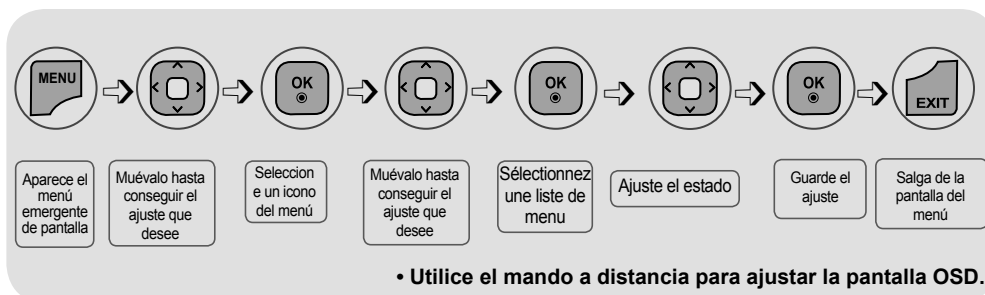 MENU
OK
OK
OK
EXIT
Aparece el
menú
emergente
de pantalla
Muévalo hasta
conseguir el
ajuste que
desee
Seleccion
e un icono
del menú
Muévalo hasta
conseguir el
ajuste que
desee
Sélectionnez
une liste de
menu
Ajuste el estado
Guarde el
ajuste
Salga de la
pantalla del
menú
• Utilice el mando a distancia para ajustar la pantalla OSD.